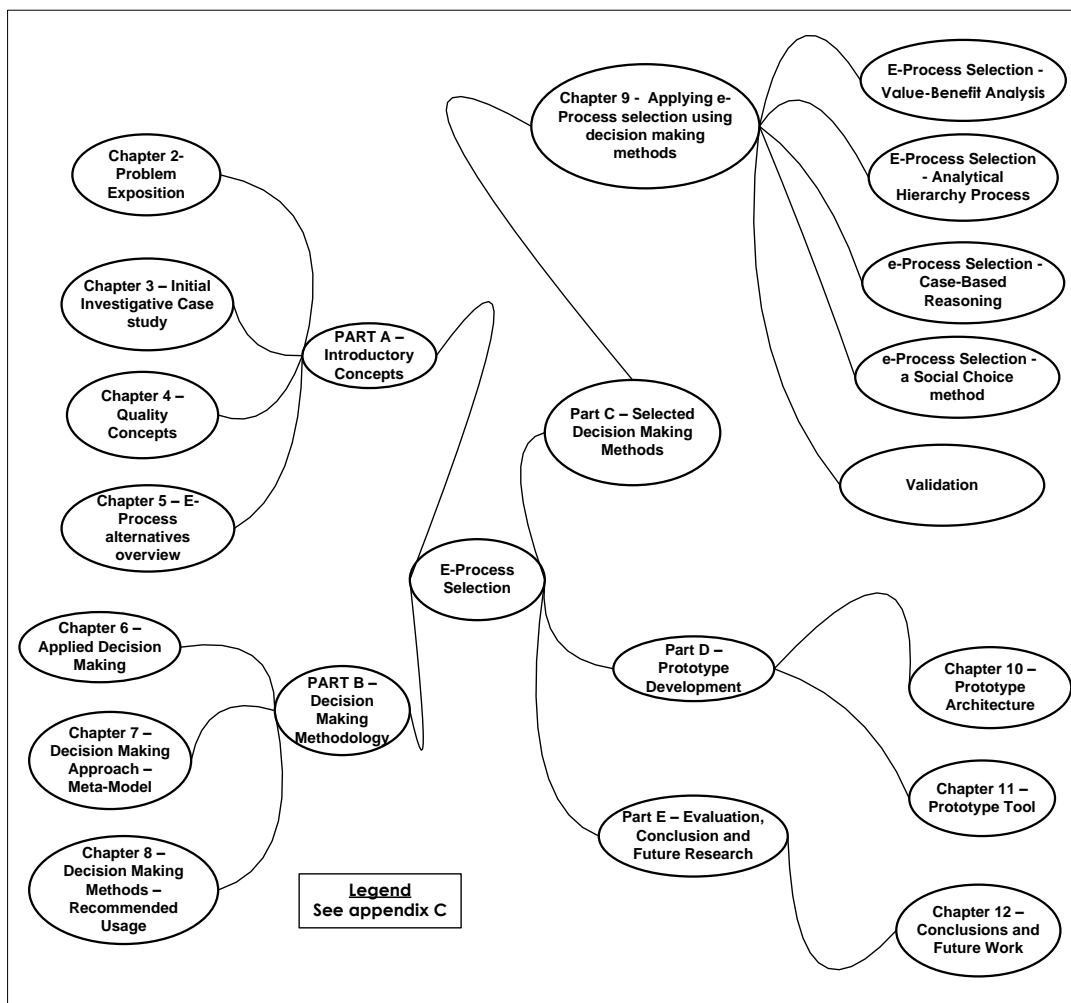 Chapter 2-
Problem
Exposition
Chapter 3 – Initial
Investigative Case
study
Chapter 4 –
Quality
Concepts
Chapter 5 – E-
Process
alternatives
overview
PART A –
Introductory
Concepts
Chapter 6 –
Applied Decision
Making
Chapter 7 –
Decision Making
Approach –
Meta-Model
Chapter 8 –
Decision Making
Methods –
Recommended
Usage
PART B –
Decision
Making
Methodology
E-Process
Selection
Legend
See appendix C
Chapter 9 -  Applying e-
Process selection using
decision making
methods
E-Process Selection -
Value-Benefit Analysis
E-Process Selection
- Analytical
Hierarchy Process
e-Process Selection -
Case-Based
Reasoning
e-Process Selection -
a Social Choice
method
Validation
Part C – Selected
Decision Making
Methods
Part D –
Prototype
Development
Chapter 10 –
Prototype
Architecture
Chapter 11 –
Prototype Tool
Part E – Evaluation,
Conclusion and
Future Research
Chapter 12 –
Conclusions and
Future Work